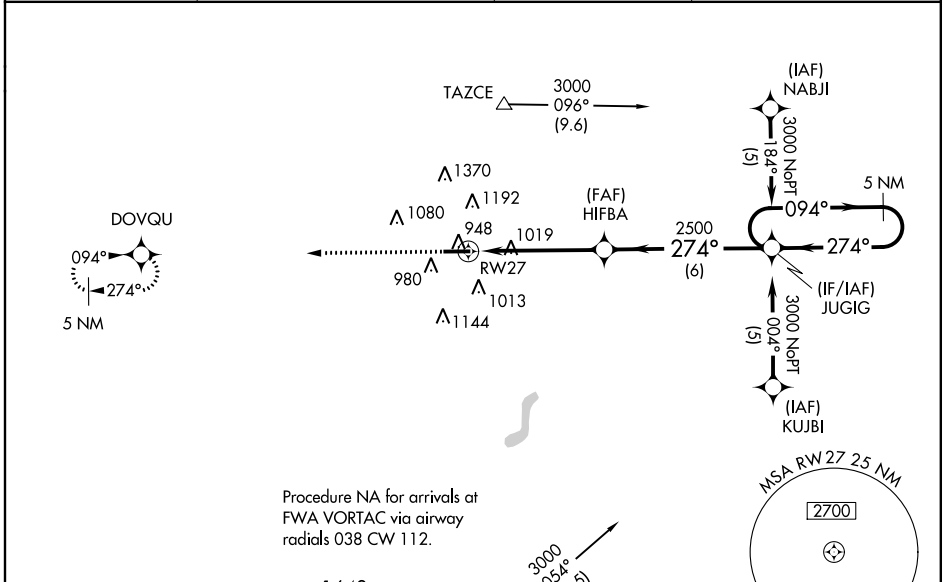 (IAF)
NABJI
TAZCE
3000
096°
(9.6)
3000 NoPT
184°
(5)
5 NM
1370
1192
1080
(FAF)
HIFBA
094°
DOVQU
948
1019
2500
274°
(6)
274°
094°
RW27
980
274°
5 NM
1013
1144
(IF/IAF)
JUGIG
3000 NoPT
004°
(5)
(IAF)
KUJBI
MSA RW27 25 NM
2700
Procedure NA for arrivals at
FWA VORTAC via airway
radials 038 CW 112.
3000
054°